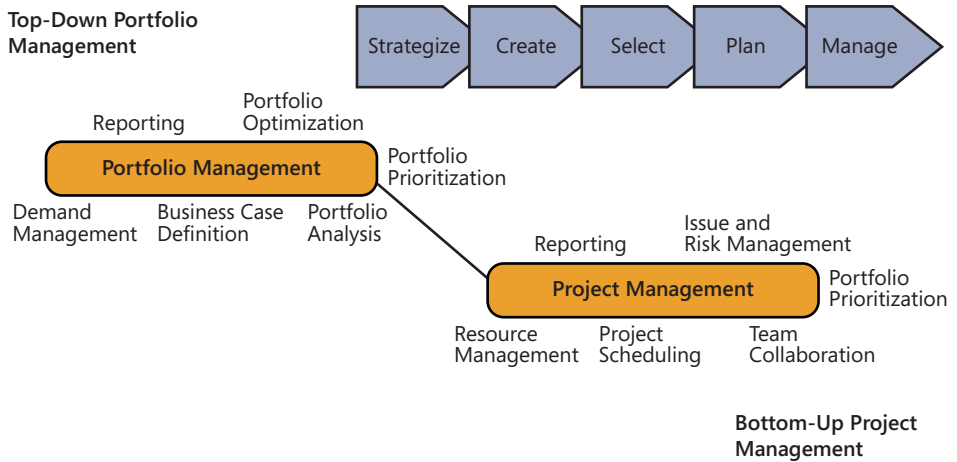 Top-Down Portfolio
Management
Strategize
Create
Select
Plan
Manage
Portfolio
Optimization
Reporting
Portfolio Management
Portfolio
Prioritization
Demand
Management
Business Case
Definition
Portfolio
Analysis
Issue and
Risk Management
Reporting
Project Management
Portfolio
Prioritization
Resource
Management
Project
Scheduling
Team
Collaboration
Bottom-Up Project
Management